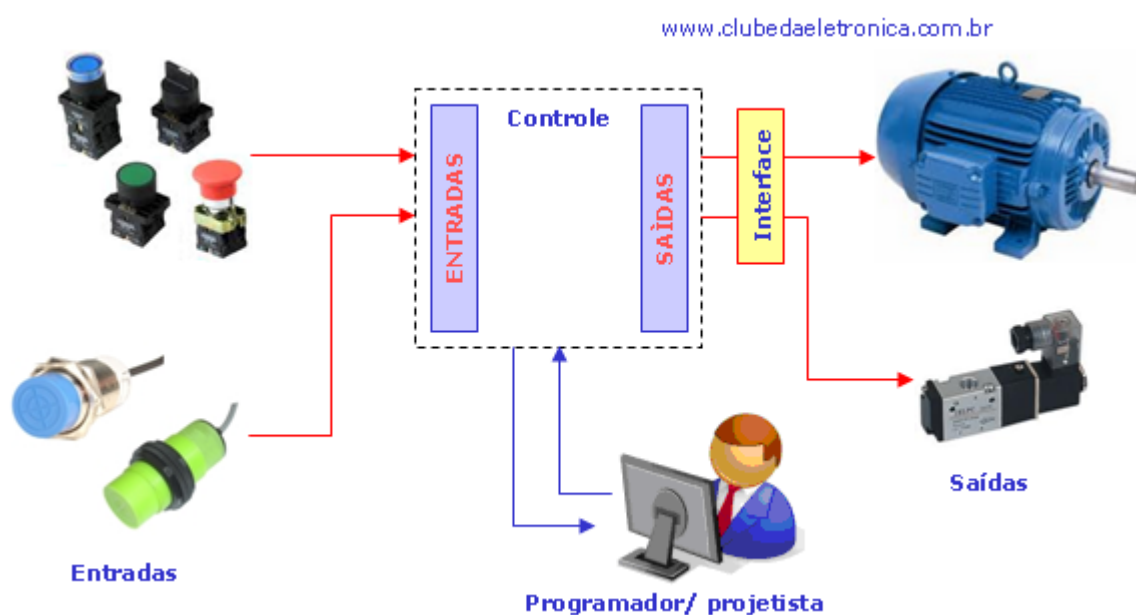 www.clubedaeletronica.com.br
Controle
ENTRADAS
SAÌDAS
Interface
Saídas
Entradas
Programador/ projetista